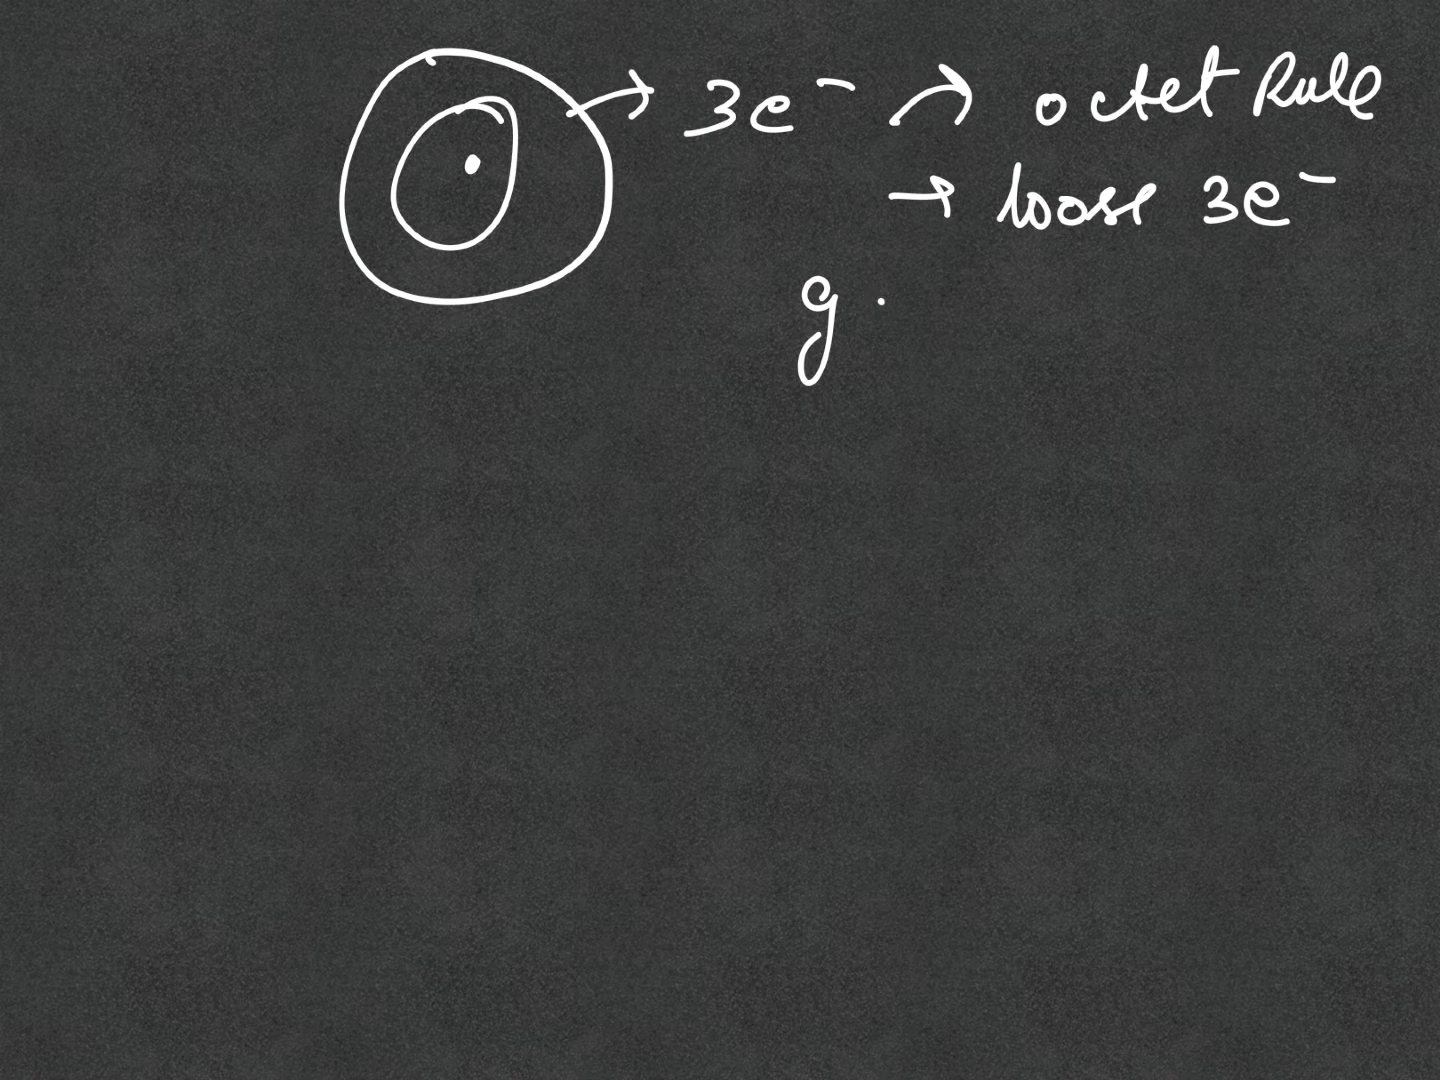 → 3e⁻ → octet Rule
→ loose 3e⁻
g.